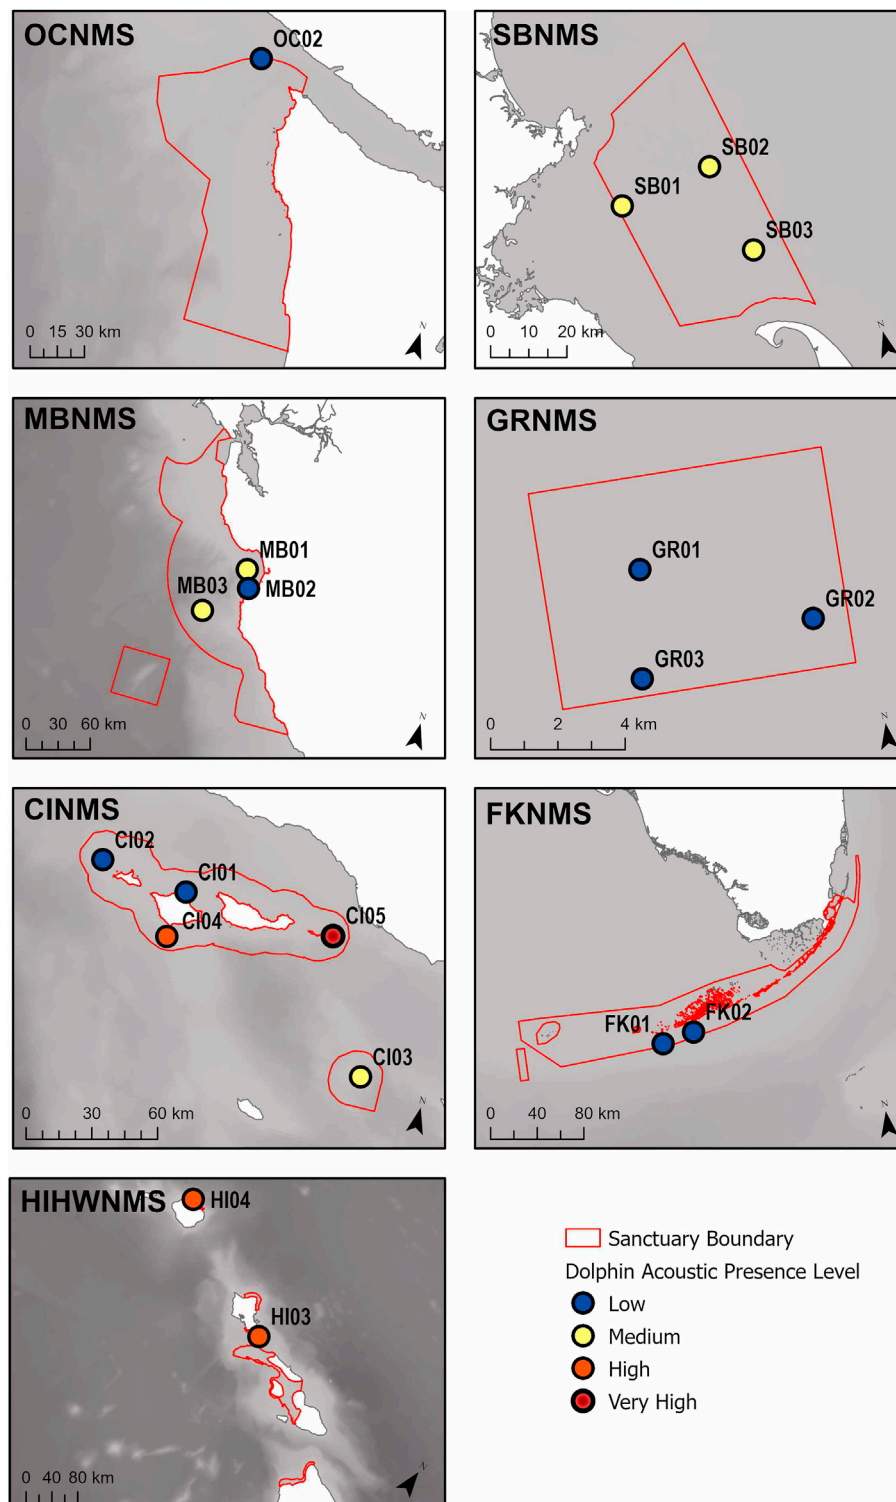 OCNMS
OC02
0 15 30 km
N
SBNMS
SB02
SB01
SB03
0 10 20 km
N
MBNMS
MB01
MB03
MB02
0 30 60 km
N
GRNMS
GR01
GR02
GR03
0 2 4 km
N
CINMS
CI02
CI01
CI04
CI05
CI03
0 30 60 km
N
FKNMS
FK01
FK02
0 40 80 km
N
HIHWNMS
HI04
HI03
0 40 80 km
N
Sanctuary Boundary
Dolphin Acoustic Presence Level
Low
Medium
High
Very High